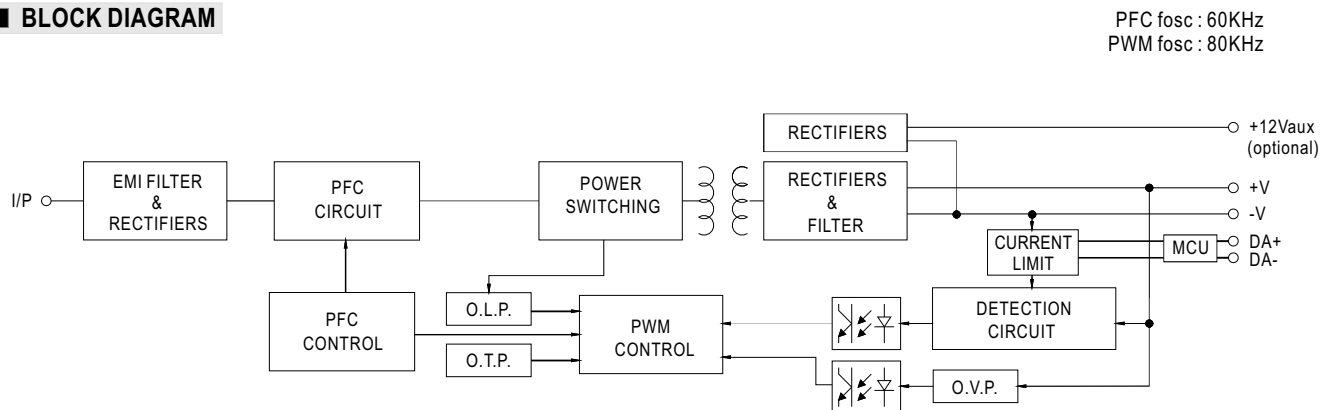 BLOCK DIAGRAM
PFC fosc : 60KHz
PWM fosc : 80KHz
RECTIFIERS
+12Vaux
(optional)
I/P
EMI FILTER
&
RECTIFIERS
PFC
CIRCUIT
POWER
SWITCHING
RECTIFIERS
&
FILTER
+V
-V
CURRENT
LIMIT
MCU
DA+
DA-
PFC
CONTROL
O.L.P.
O.T.P.
PWM
CONTROL
DETECTION
CIRCUIT
O.V.P.